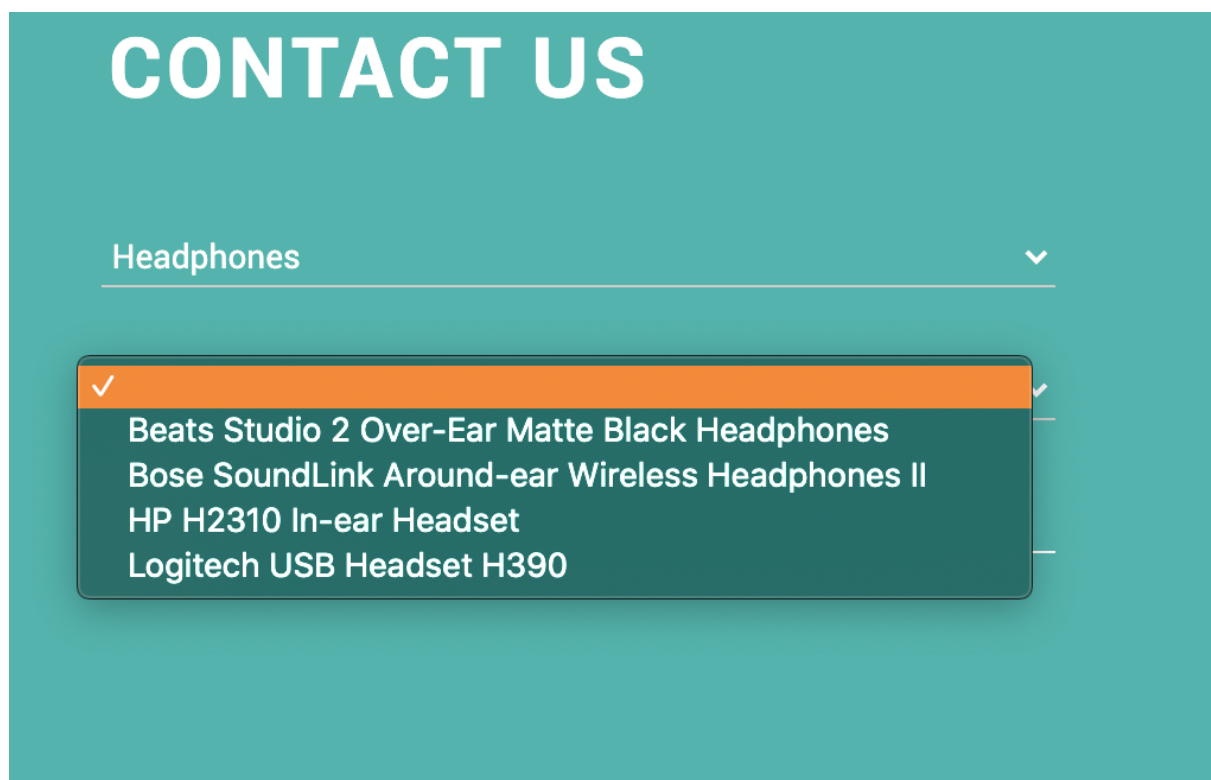 CONTACT US
Headphones
Beats Studio 2 Over-Ear Matte Black Headphones
Bose SoundLink Around-ear Wireless Headphones II
HP H2310 In-ear Headset
Logitech USB Headset H390